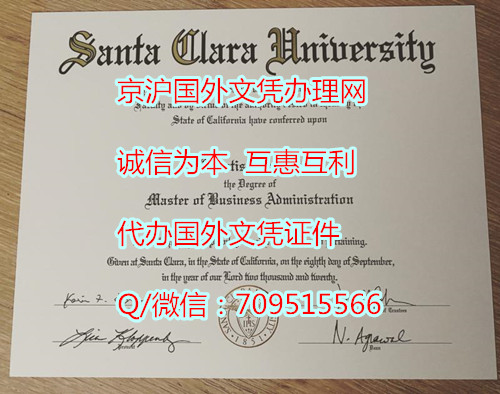 Santa Clara University
京沪国外文凭办理网
State of California have conferred upon
诚信为本 互惠互利
the Degree of
Master of Business Administration
代办国外文凭证件
Given at Santa Clara, in the State of California, on the eighth day of September,
in the year of our Lord two thousand and twenty.
Q/微信：709515566
1851
N. Agrawal
Dean